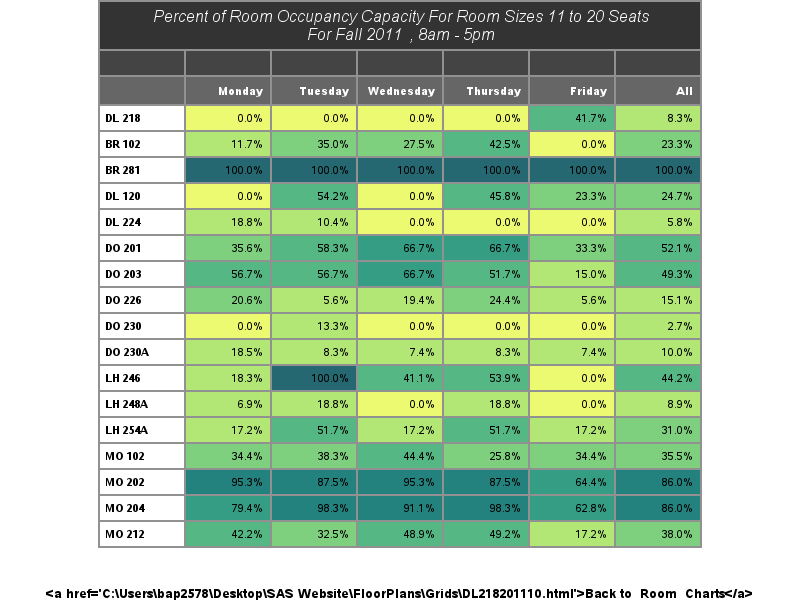 Percent of Room Occupancy Capacity For Room Sizes 11 to 20 Seats
For Fall 2011 , 8am - 5pm
Monday Tuesday Wednesday Thursday Friday All
DL 218 0.0% 0.0% 0.0% 0.0% 41.7% 8.3%
BR 102 11.7% 35.0% 27.5% 42.5% 0.0% 23.3%
BR 281 100.0% 100.0% 100.0% 100.0% 100.0% 100.0%
DL 120 0.0% 54.2% 0.0% 45.8% 23.3% 24.7%
DL 224 18.8% 10.4% 0.0% 0.0% 0.0% 5.8%
DO 201 35.6% 58.3% 66.7% 66.7% 33.3% 52.1%
DO 203 56.7% 56.7% 66.7% 51.7% 15.0% 49.3%
DO 226 20.6% 5.6% 19.4% 24.4% 5.6% 15.1%
DO 230 0.0% 13.3% 0.0% 0.0% 0.0% 2.7%
DO 230A 18.5% 8.3% 7.4% 8.3% 7.4% 10.0%
LH 246 18.3% 100.0% 41.1% 53.9% 0.0% 44.2%
LH 248A 6.9% 18.8% 0.0% 18.8% 0.0% 8.9%
LH 254A 17.2% 51.7% 17.2% 51.7% 17.2% 31.0%
MO 102 34.4% 38.3% 44.4% 25.8% 34.4% 35.5%
MO 202 95.3% 87.5% 95.3% 87.5% 64.4% 86.0%
MO 204 79.4% 98.3% 91.1% 98.3% 62.8% 86.0%
MO 212 42.2% 32.5% 48.9% 49.2% 17.2% 38.0%
<a href='C:\Users\bap2578\Desktop\SAS Website\FloorPlans\Grids\DL218201110.html'>Back to Room Charts</a>